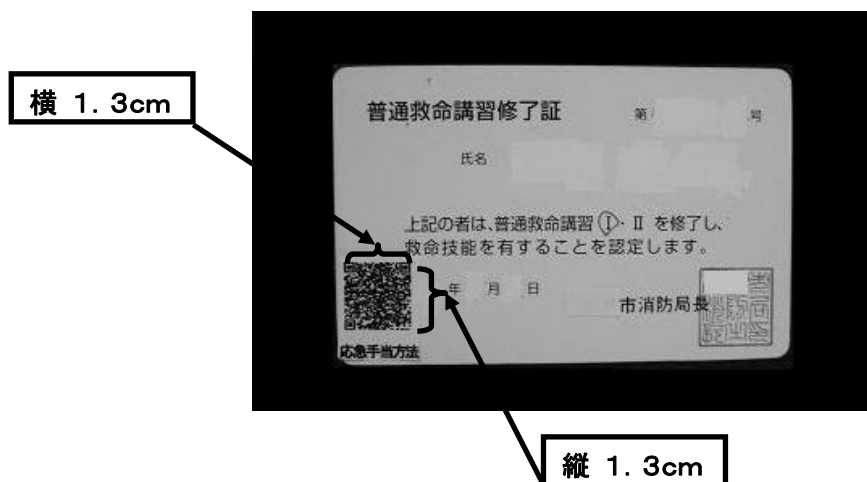 横 1.3cm
普通救命講習修了証
第 号
氏名
上記の者は、普通救命講習 Ⅰ・Ⅱ を修了し、
救命技能を有することを認定します。
年 月 日
市消防局長
応急手当方法
縦 1.3cm